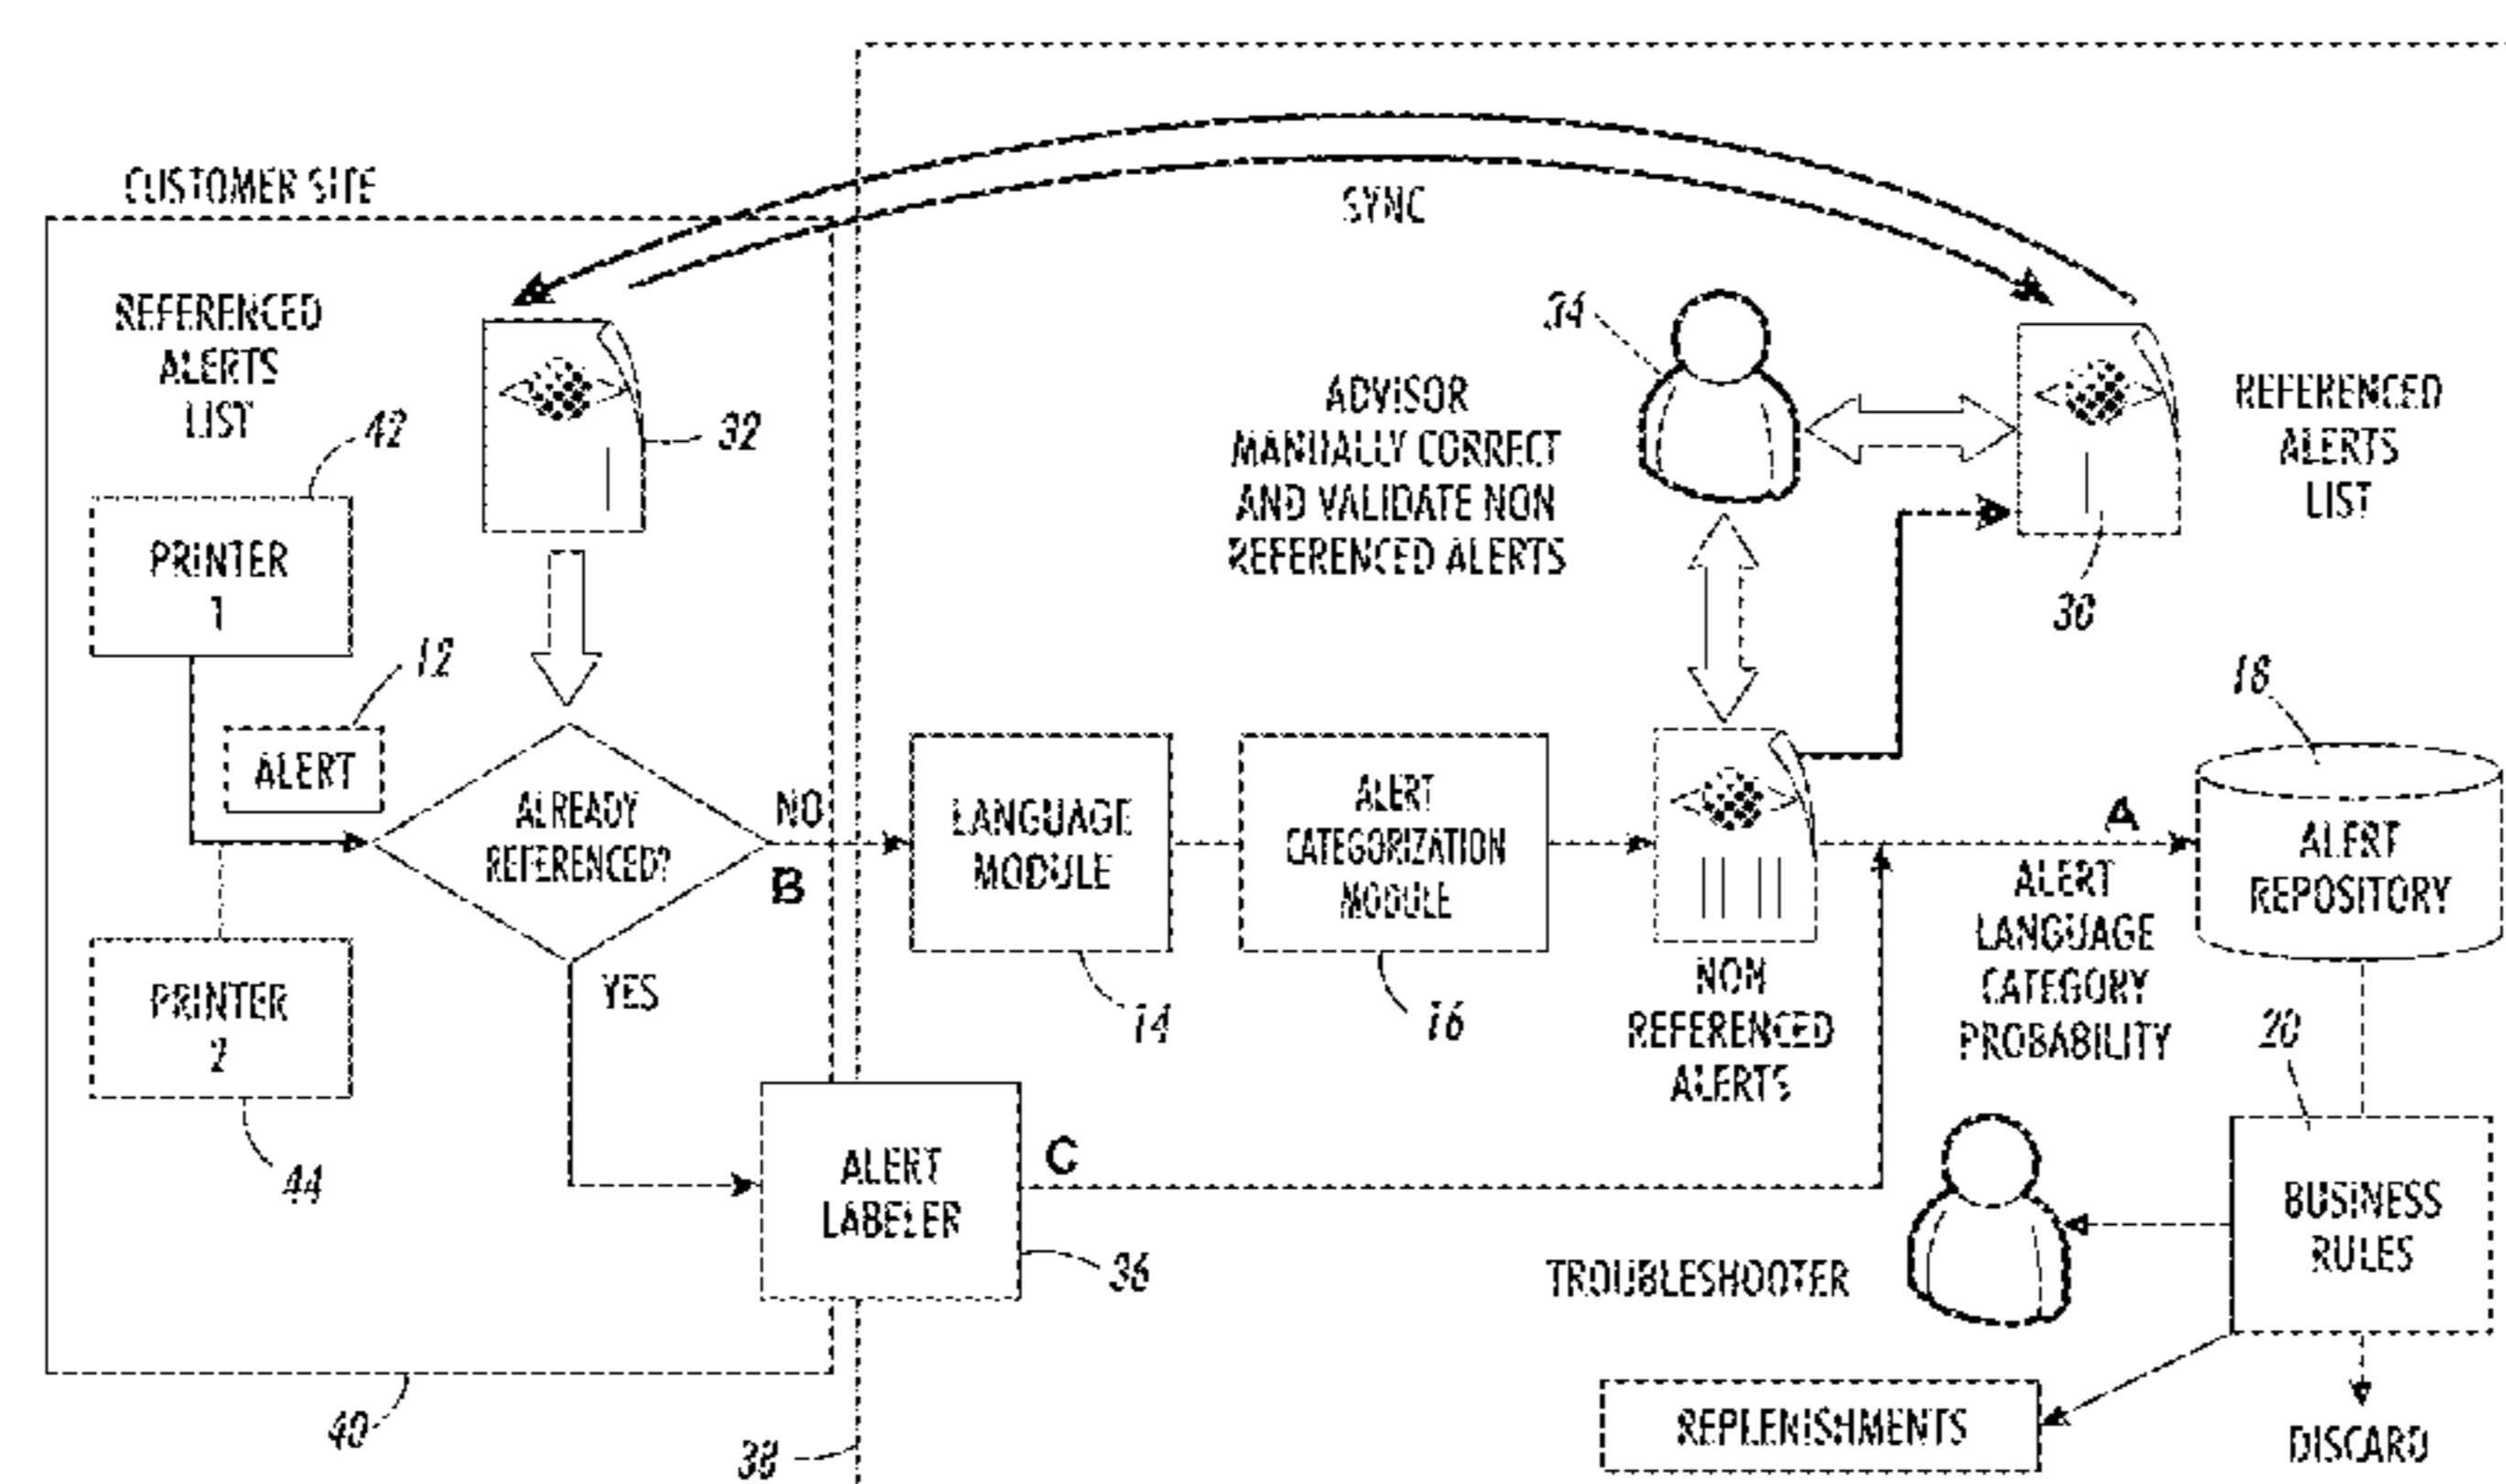 CUSTOMER SITE
SYNC
REFERENCED
ALERTS
LIST
42
32
PRINTER
1
12
ALERT
ALREADY
REFERENCED?
NO
B
YES
PRINTER
2
44
40
38
LANGUAGE
MODULE
14
ALERT
CATEGORIZATION
MODULE
16
ALERT
LABELER
36
C
34
ADVISOR
MANUALLY CORRECT
AND VALIDATE NON
REFERENCED ALERTS
REFERENCED
ALERTS
LIST
30
NON
REFERENCED
ALERTS
A
ALERT
LANGUAGE
CATEGORY
PROBABILITY
18
ALERT
REPOSITORY
20
BUSINESS
RULES
TROUBLESHOOTER
REPLENISHMENTS
DISCARD